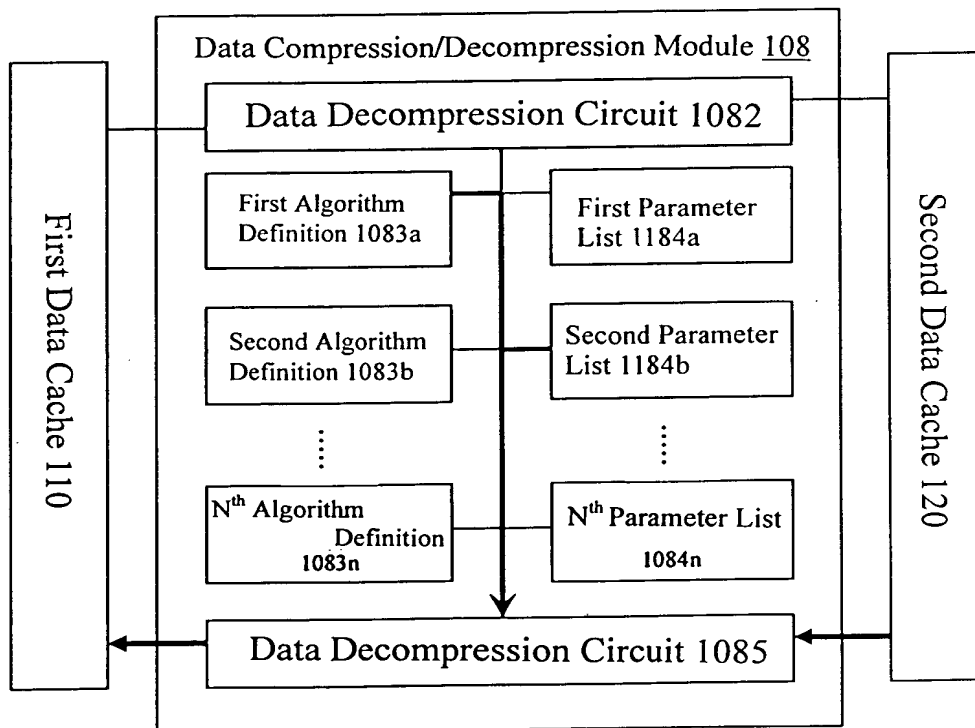 Data Compression/Decompression Module 108
Data Decompression Circuit 1082
First Algorithm
Definition 1083a
First Parameter
List 1184a
Second Algorithm
Definition 1083b
Second Parameter
List 1184b
Nth Algorithm
Definition
1083n
Nth Parameter List
1084n
Data Decompression Circuit 1085
First Data Cache 110
Second Data Cache 120